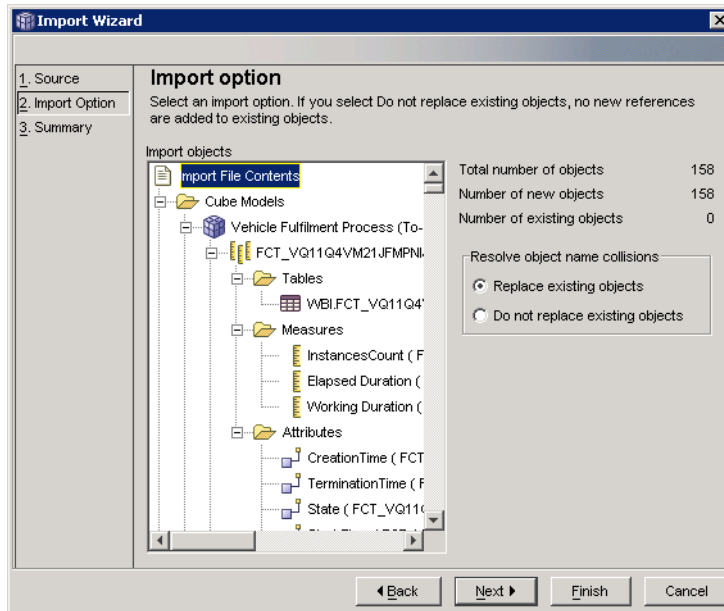 Import Wizard
1. Source
2. Import Option
3. Summary
Import option
Select an import option. If you select Do not replace existing objects, no new references
are added to existing objects.
Import objects
mport File Contents
Cube Models
Vehicle Fulfilment Process (To-
FCT_VQ11Q4VM21JFMPNI
Tables
WBI.FCT_VQ11Q4
Measures
InstancesCount ( F
Elapsed Duration (
Working Duration (
Attributes
CreationTime ( FCT
TerminationTime ( F
State ( FCT_VQ11
Total number of objects 158
Number of new objects 158
Number of existing objects 0
Resolve object name collisions
Replace existing objects
Do not replace existing objects
Back
Next
Finish
Cancel